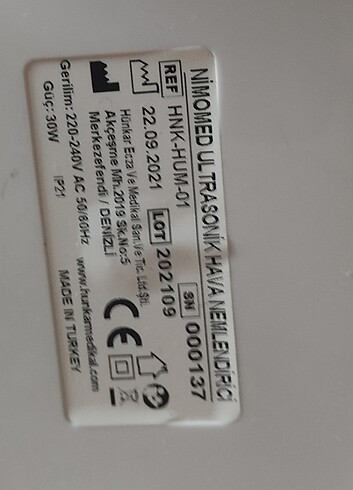 NİMOMED ULTRASONİK HAVA NEMLENDİRİCİ
REF HNK-HUM-01
SN 000137
22.09.2021
LOT 202109
Hünkar Ecza Ve Medikal San.Ve Tic. Ltd.Şti.
Akçeşme Mh.2019 Sk.No:5
Merkezefendi / DENİZLİ
CE
www.hunkarmedikal.com
Gerilim: 220-240V AC 50/60Hz
Güç: 30W
IP21
MADE IN TURKEY